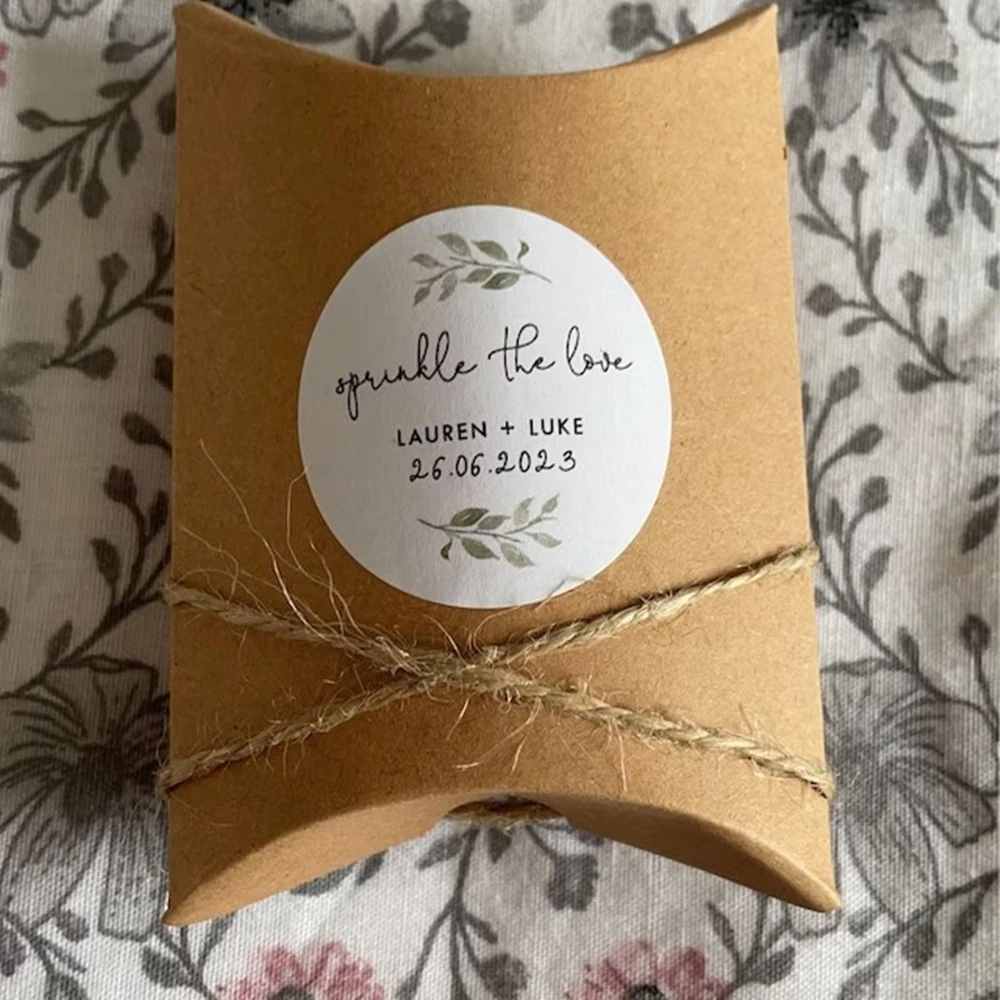 sprinkle the love
LAUREN + LUKE
26.06.2023